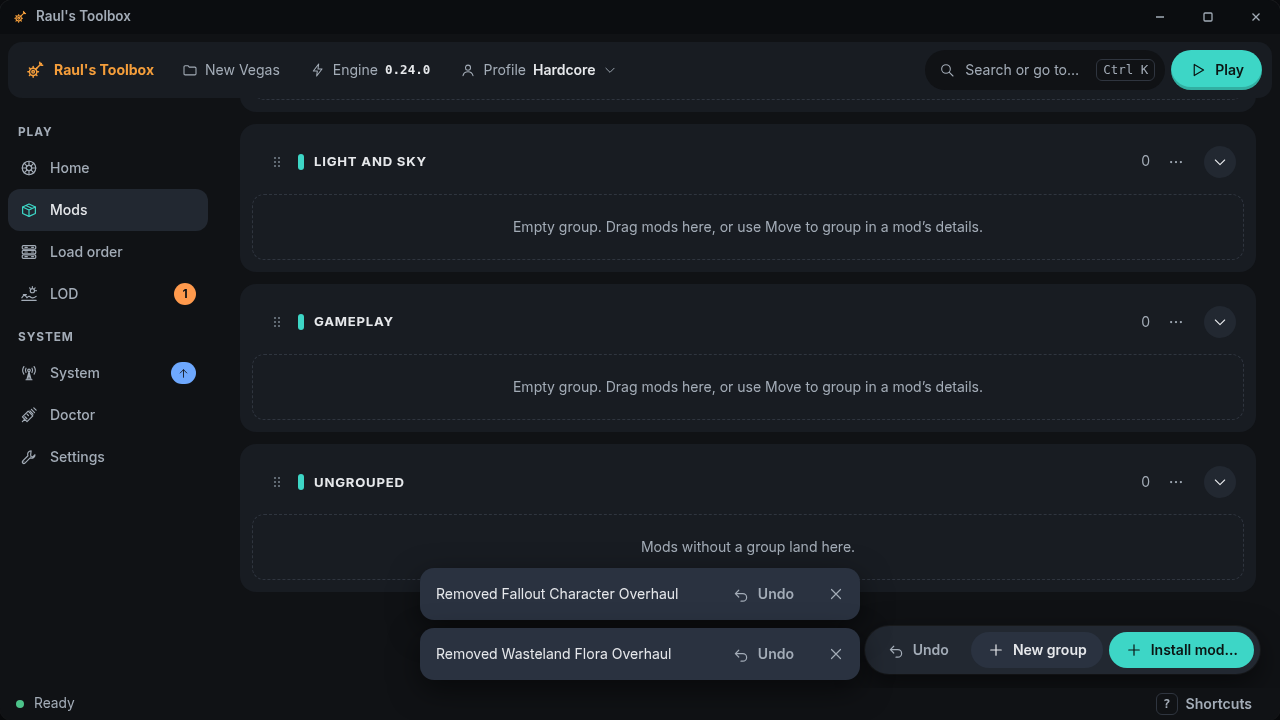 Raul's Toolbox
Raul's Toolbox
New Vegas
Engine 0.24.0
Profile Hardcore
Search or go to...
Ctrl K
Play
PLAY
Home
Mods
Load order
LOD
1
SYSTEM
System
Doctor
Settings
LIGHT AND SKY
0
Empty group. Drag mods here, or use Move to group in a mod’s details.
GAMEPLAY
0
Empty group. Drag mods here, or use Move to group in a mod’s details.
UNGROUPED
0
Mods without a group land here.
Removed Fallout Character Overhaul
Undo
Removed Wasteland Flora Overhaul
Undo
Undo
New group
Install mod...
Ready
? Shortcuts